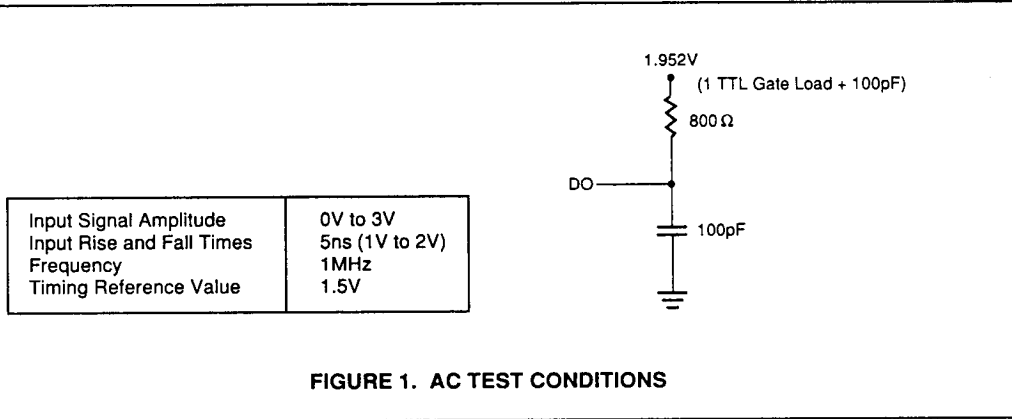 1.952V
(1 TTL Gate Load + 100pF)
800 Ω
DO
100pF
Input Signal Amplitude 0V to 3V
Input Rise and Fall Times 5ns (1V to 2V)
Frequency 1MHz
Timing Reference Value 1.5V
FIGURE 1. AC TEST CONDITIONS